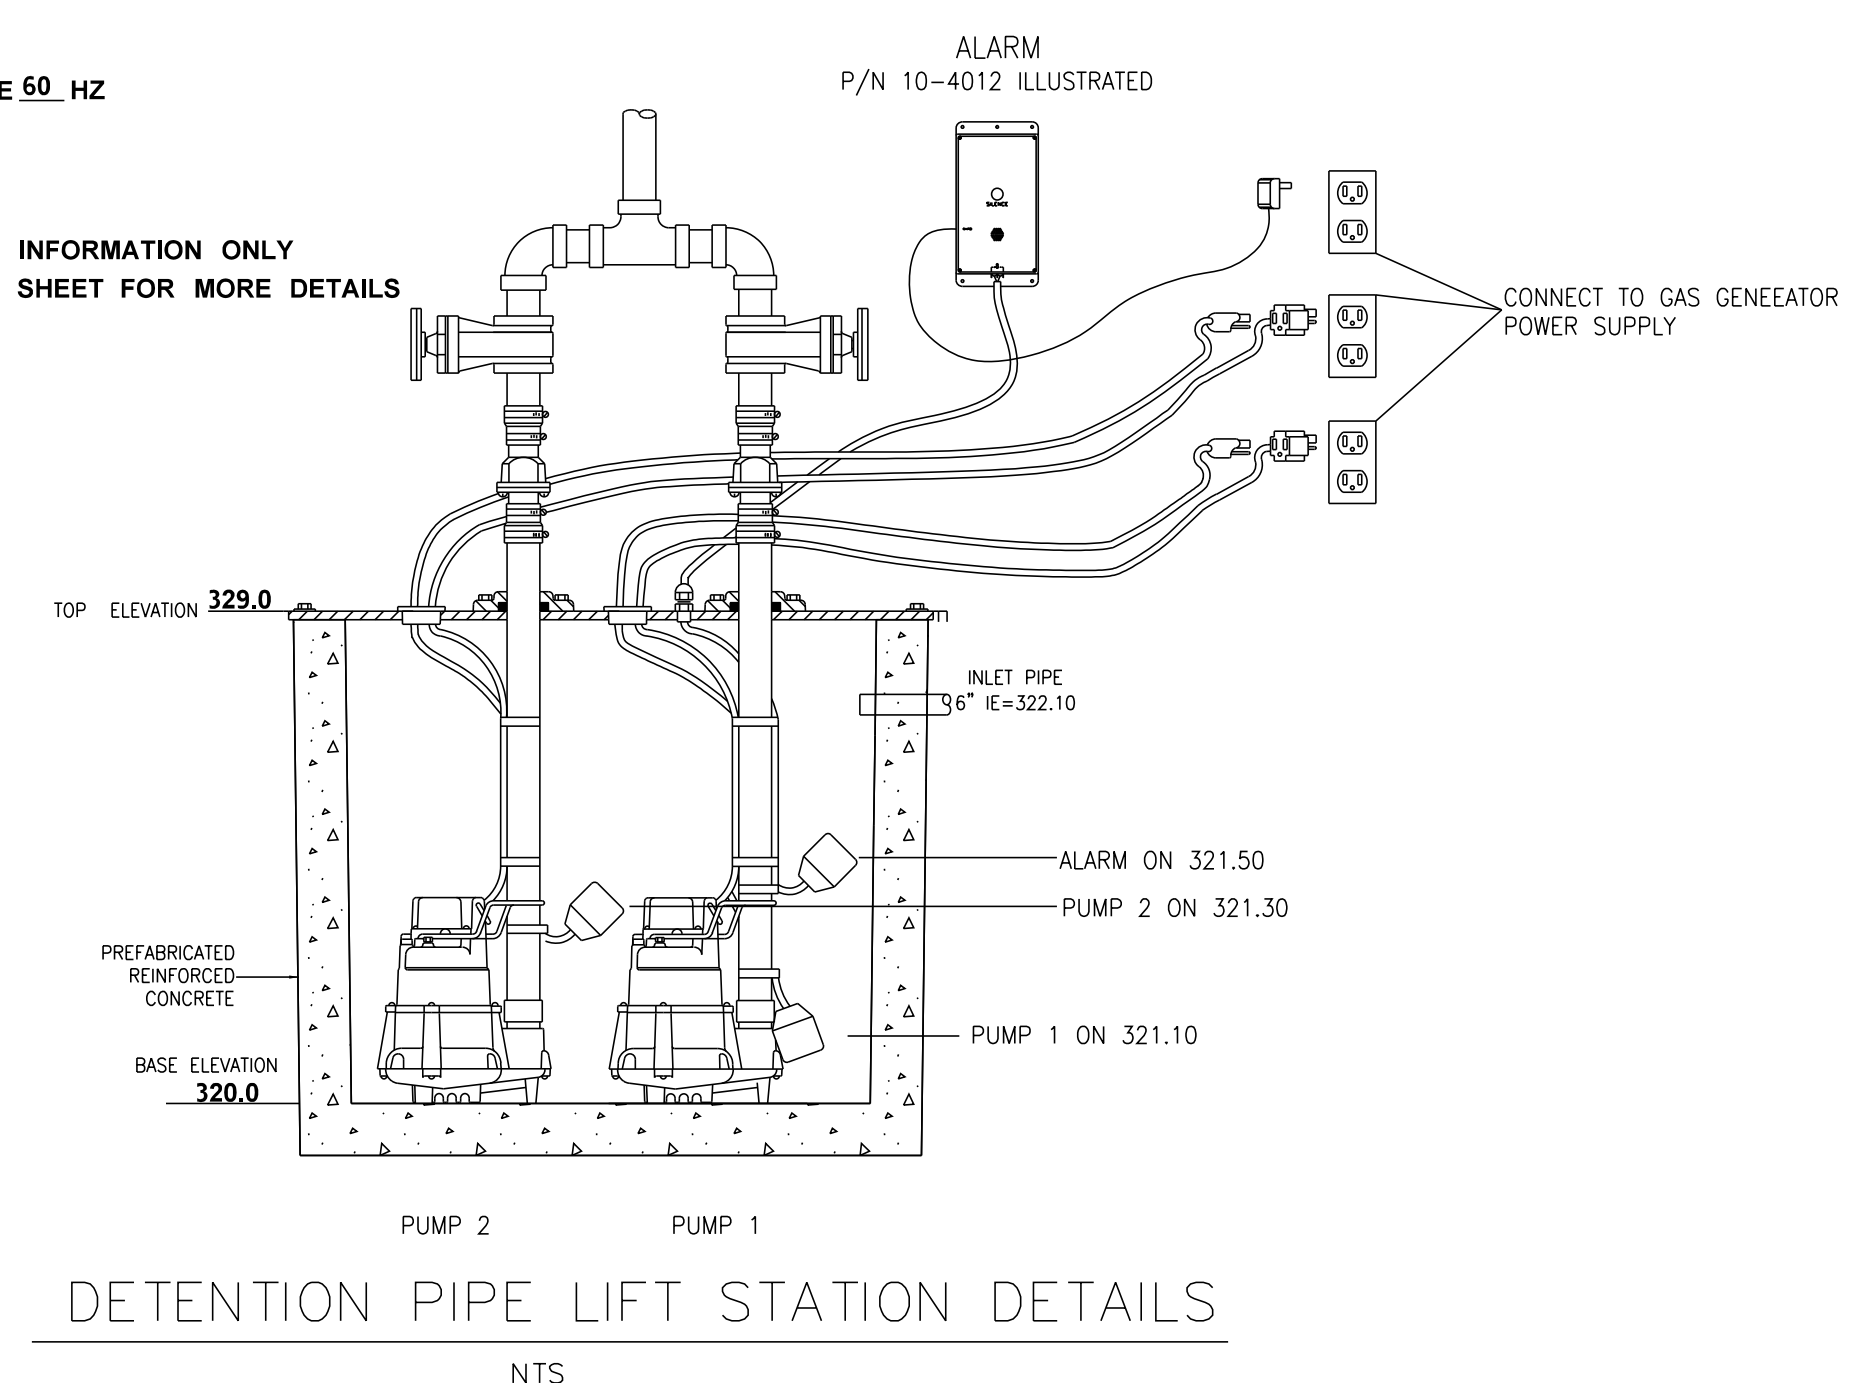 ALARM
P/N 10-4012 ILLUSTRATED
E 60 HZ
SILENCE
INFORMATION ONLY
SHEET FOR MORE DETAILS
CONNECT TO GAS GENEEATOR
POWER SUPPLY
TOP ELEVATION 329.0
INLET PIPE
6" IE=322.10
ALARM ON 321.50
PUMP 2 ON 321.30
PREFABRICATED
REINFORCED
CONCRETE
PUMP 1 ON 321.10
BASE ELEVATION
320.0
PUMP 2 PUMP 1
DETENTION PIPE LIFT STATION DETAILS
NTS